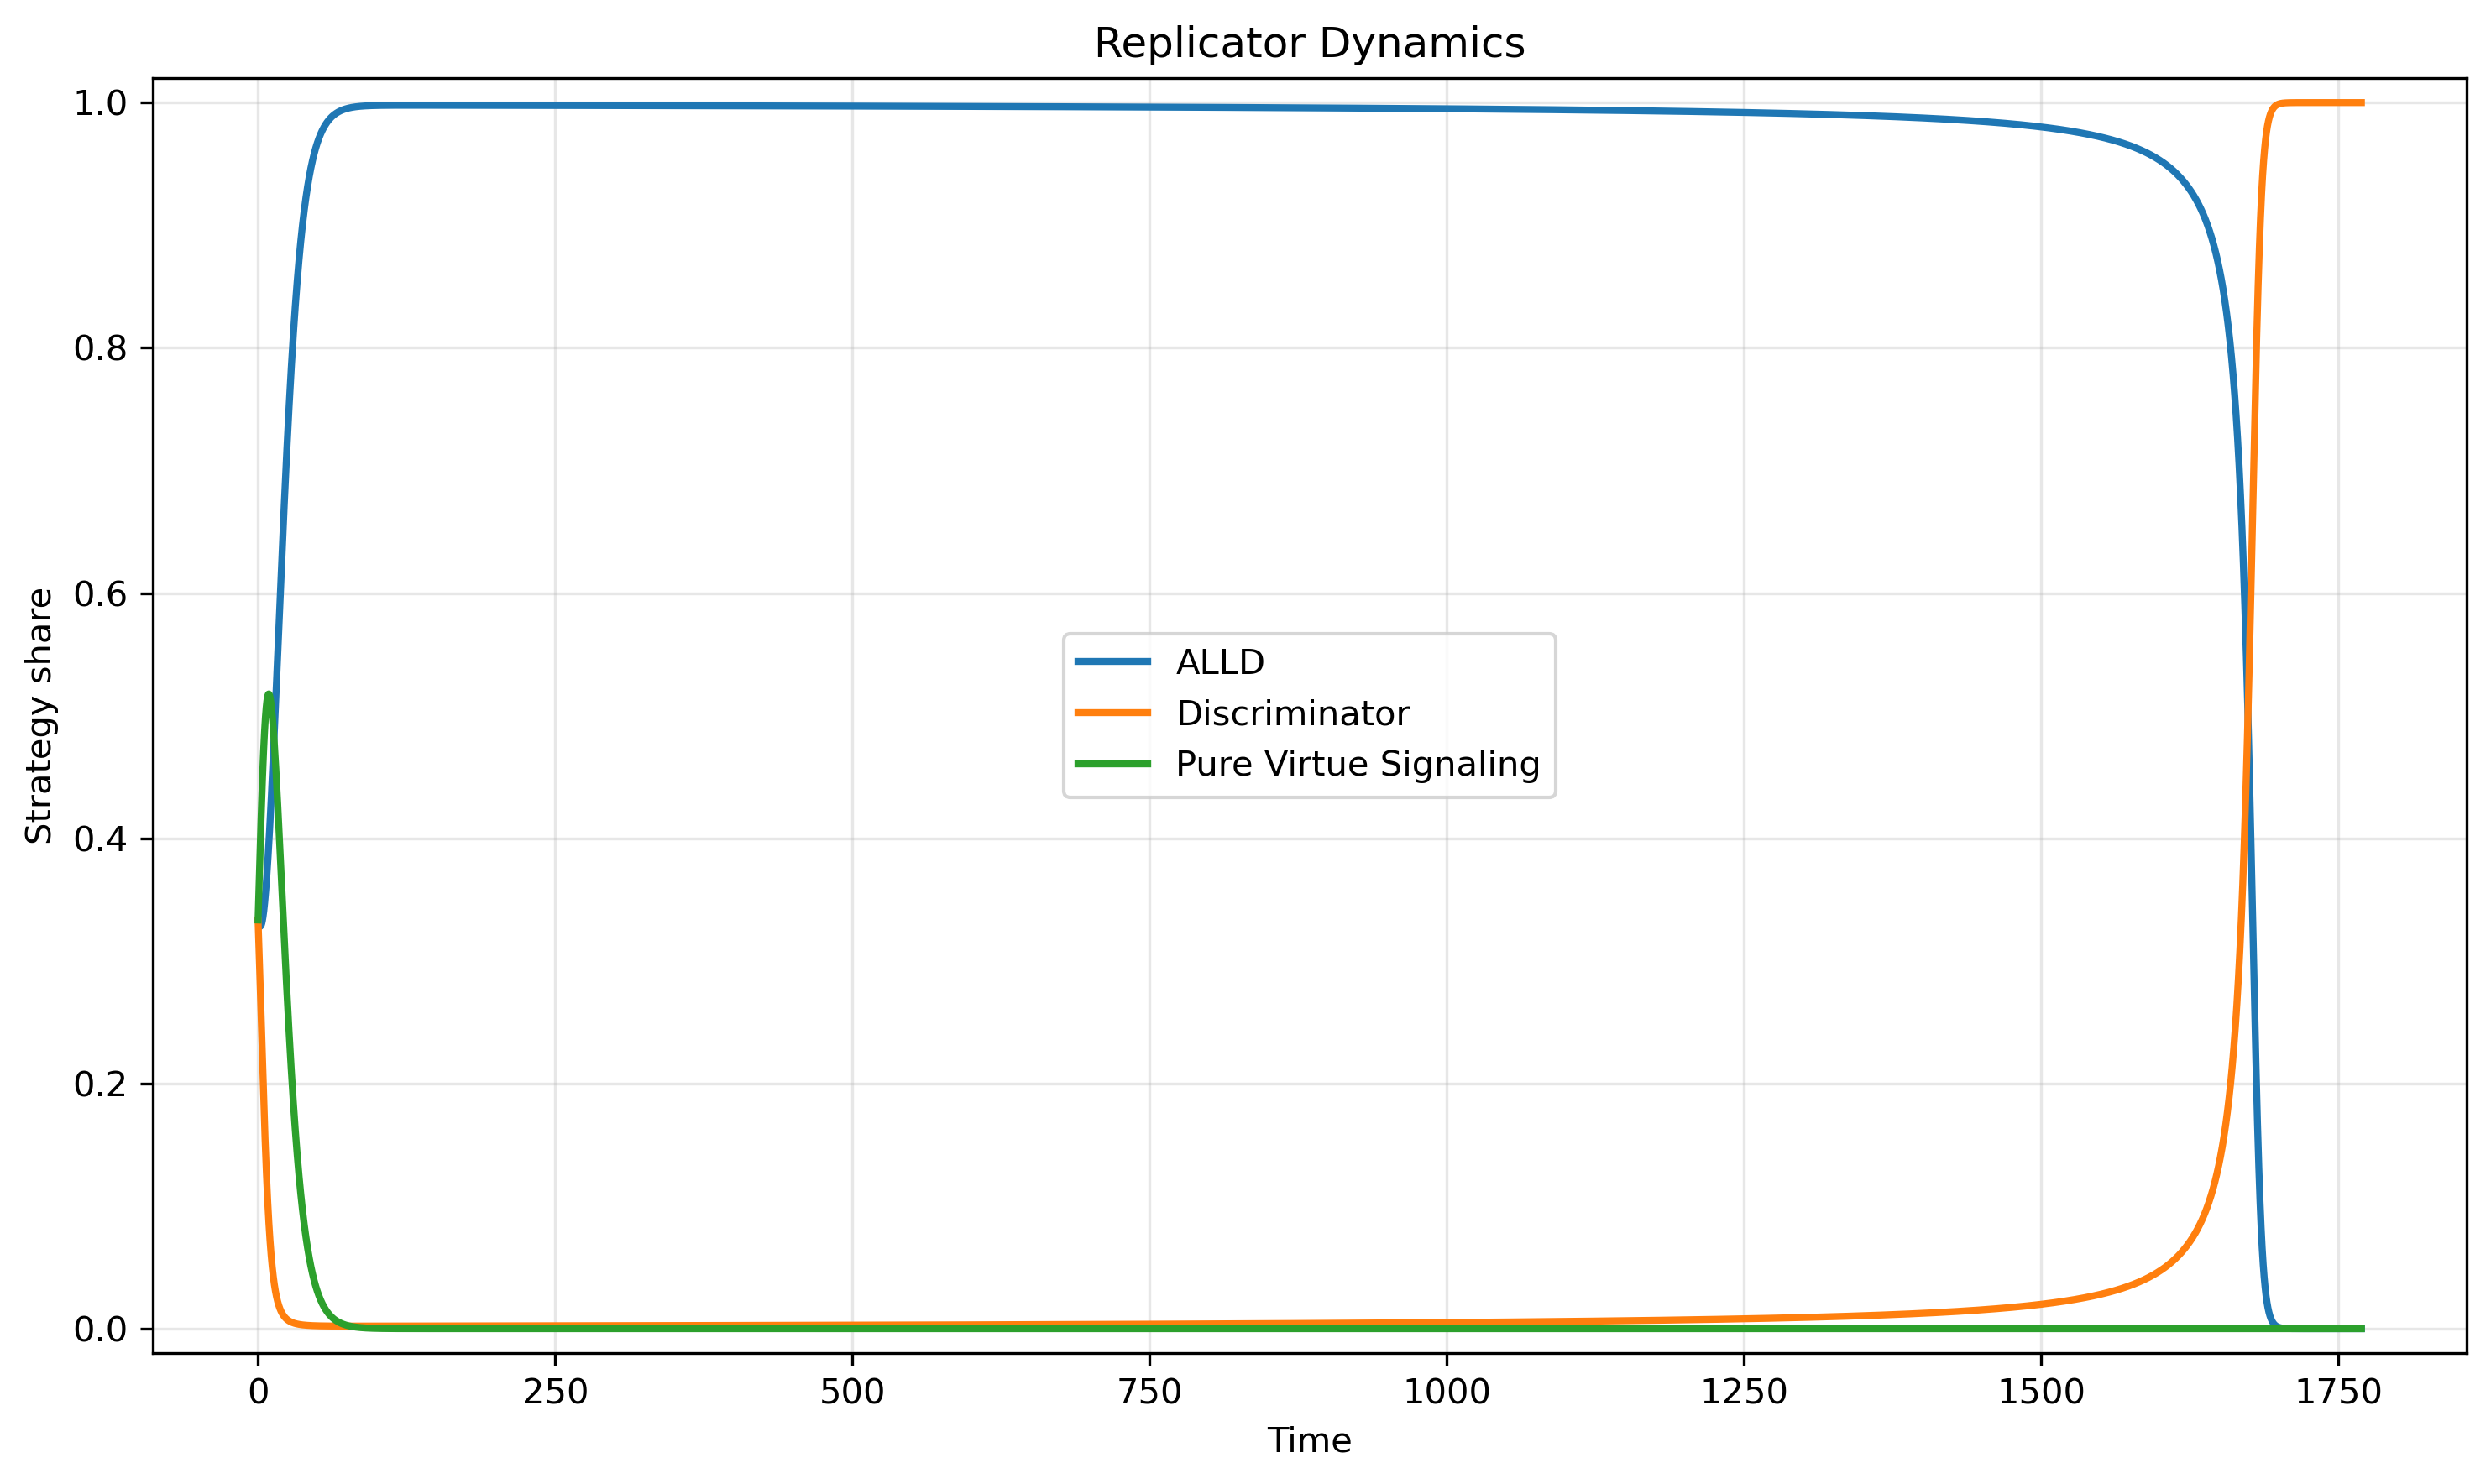 Replicator Dynamics
Strategy share
1.0
0.8
0.6
0.4
0.2
0.0
ALLD
Discriminator
Pure Virtue Signaling
0 250 500 750 1000 1250 1500 1750
Time